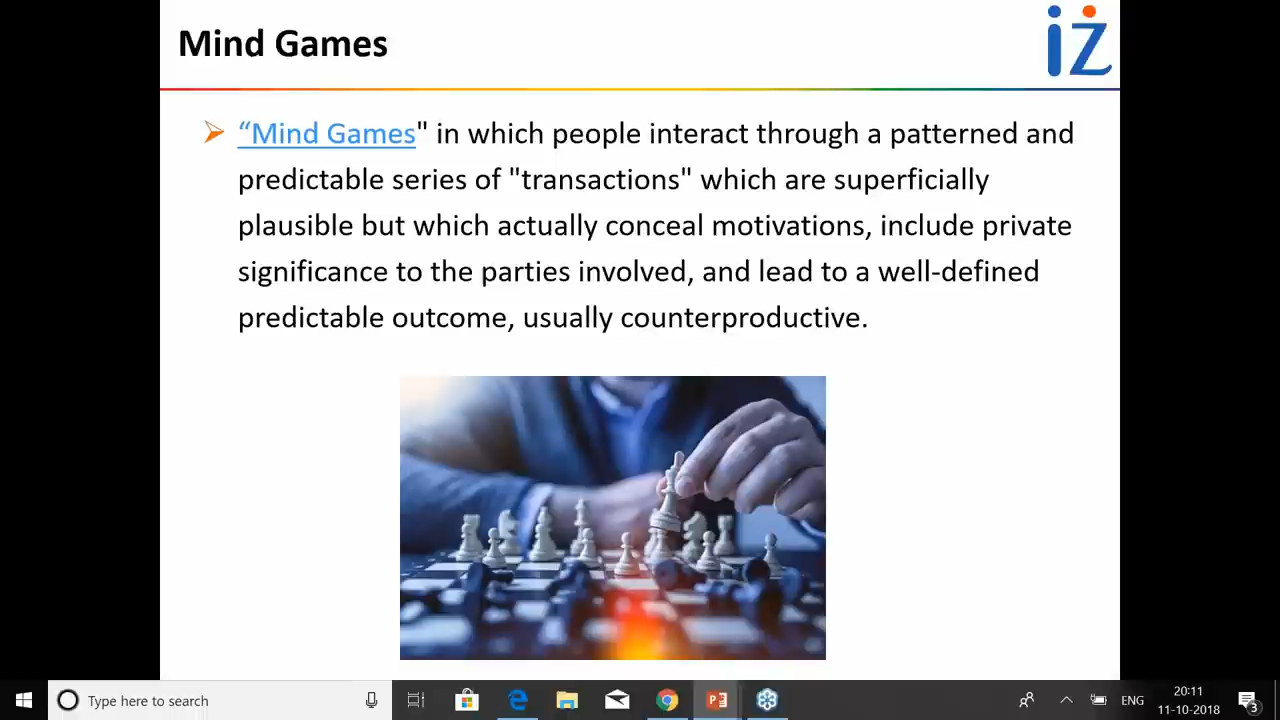 Mind Games
iz
“Mind Games" in which people interact through a patterned and
predictable series of "transactions" which are superficially
plausible but which actually conceal motivations, include private
significance to the parties involved, and lead to a well-defined
predictable outcome, usually counterproductive.
Type here to search
ENG
20:11
11-10-2018
3